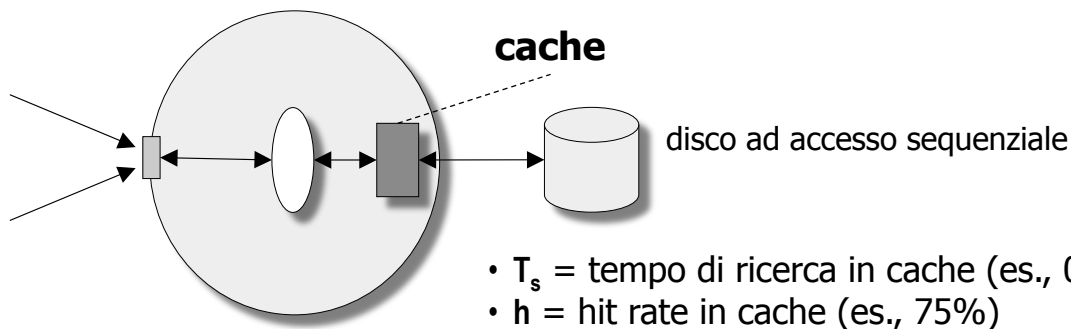 cache
disco ad accesso sequenziale
• Ts = tempo di ricerca in cache (es.,
• h = hit rate in cache (es., 75%)